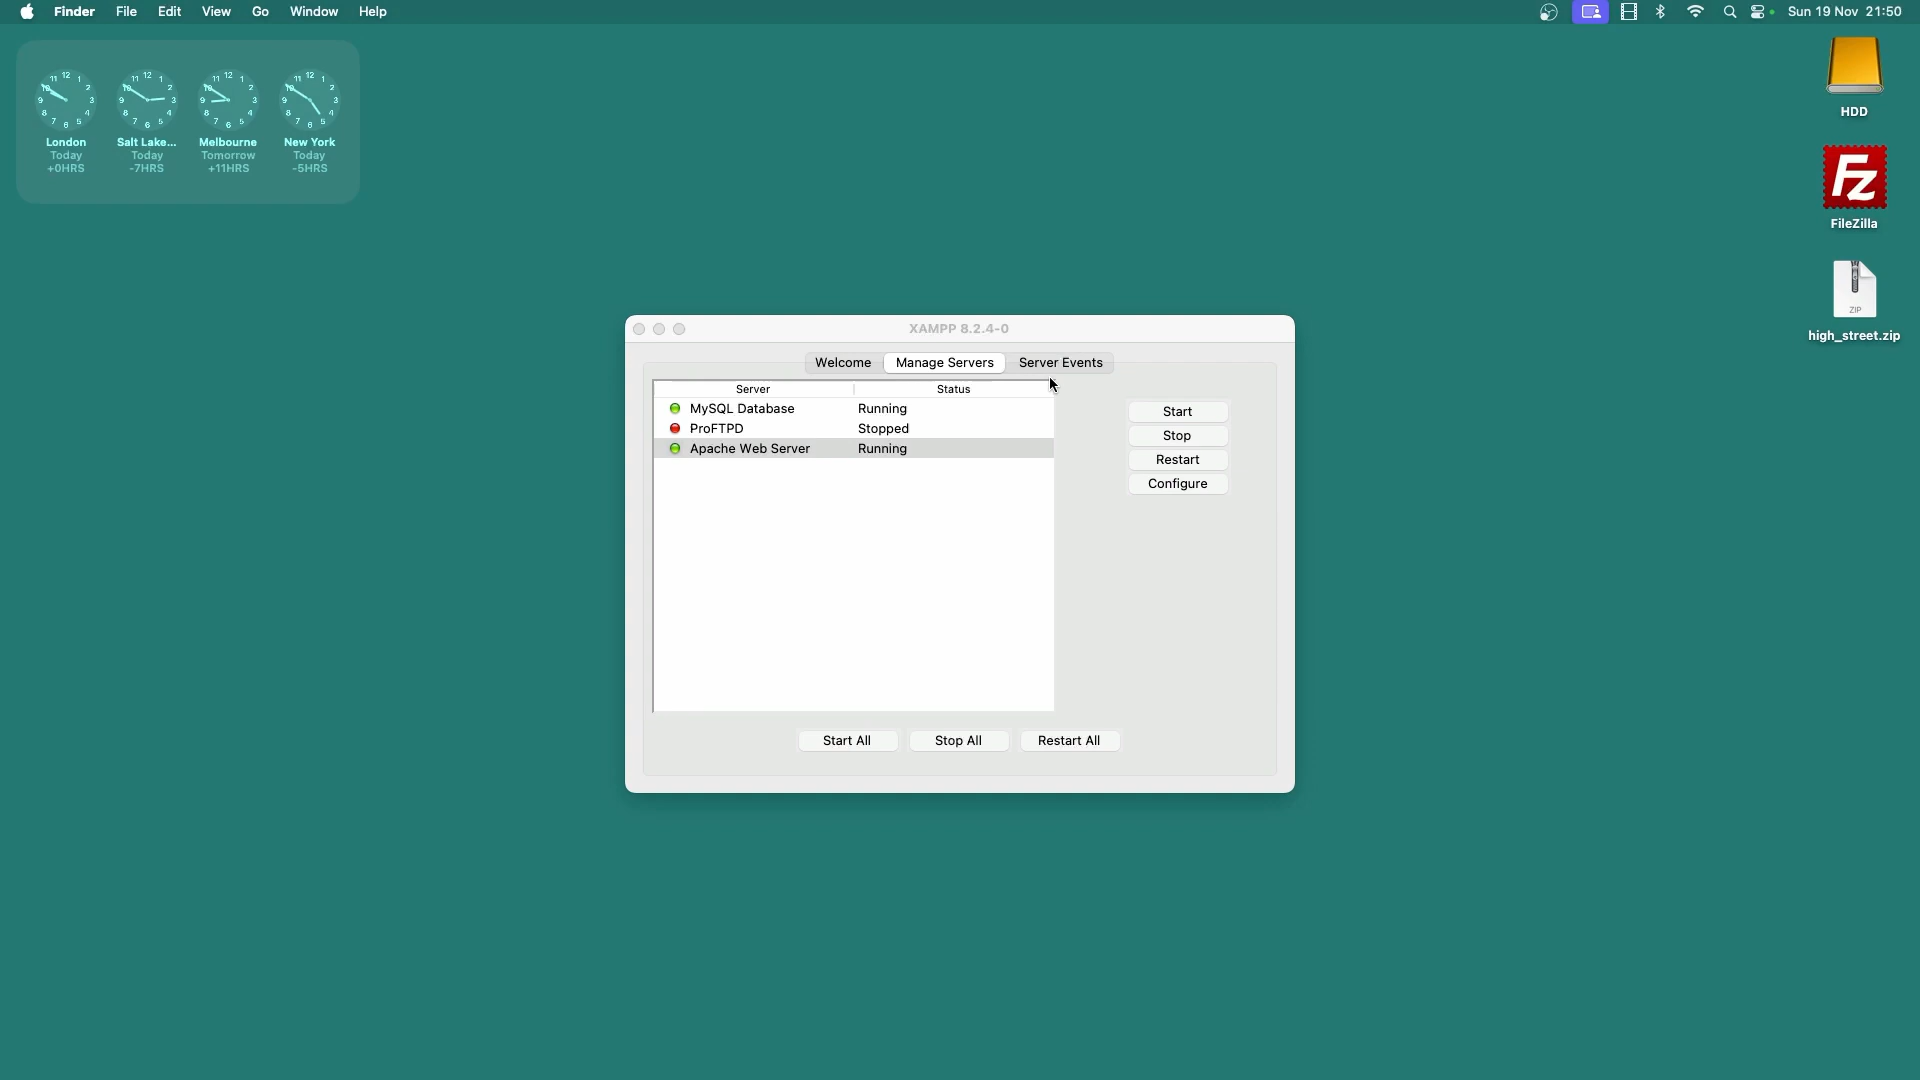 Finder File Edit View Go Window Help Sun 19 Nov 21:50
London Salt Lake... Melbourne New York
Today Today Tomorrow Today
+0HRS -7HRS +11HRS -5HRS
HDD
FileZilla
ZIP
high_street.zip
XAMPP 8.2.4-0
Welcome Manage Servers Server Events
Server Status
MySQL Database Running
ProFTPD Stopped
Apache Web Server Running
Start
Stop
Restart
Configure
Start All Stop All Restart All